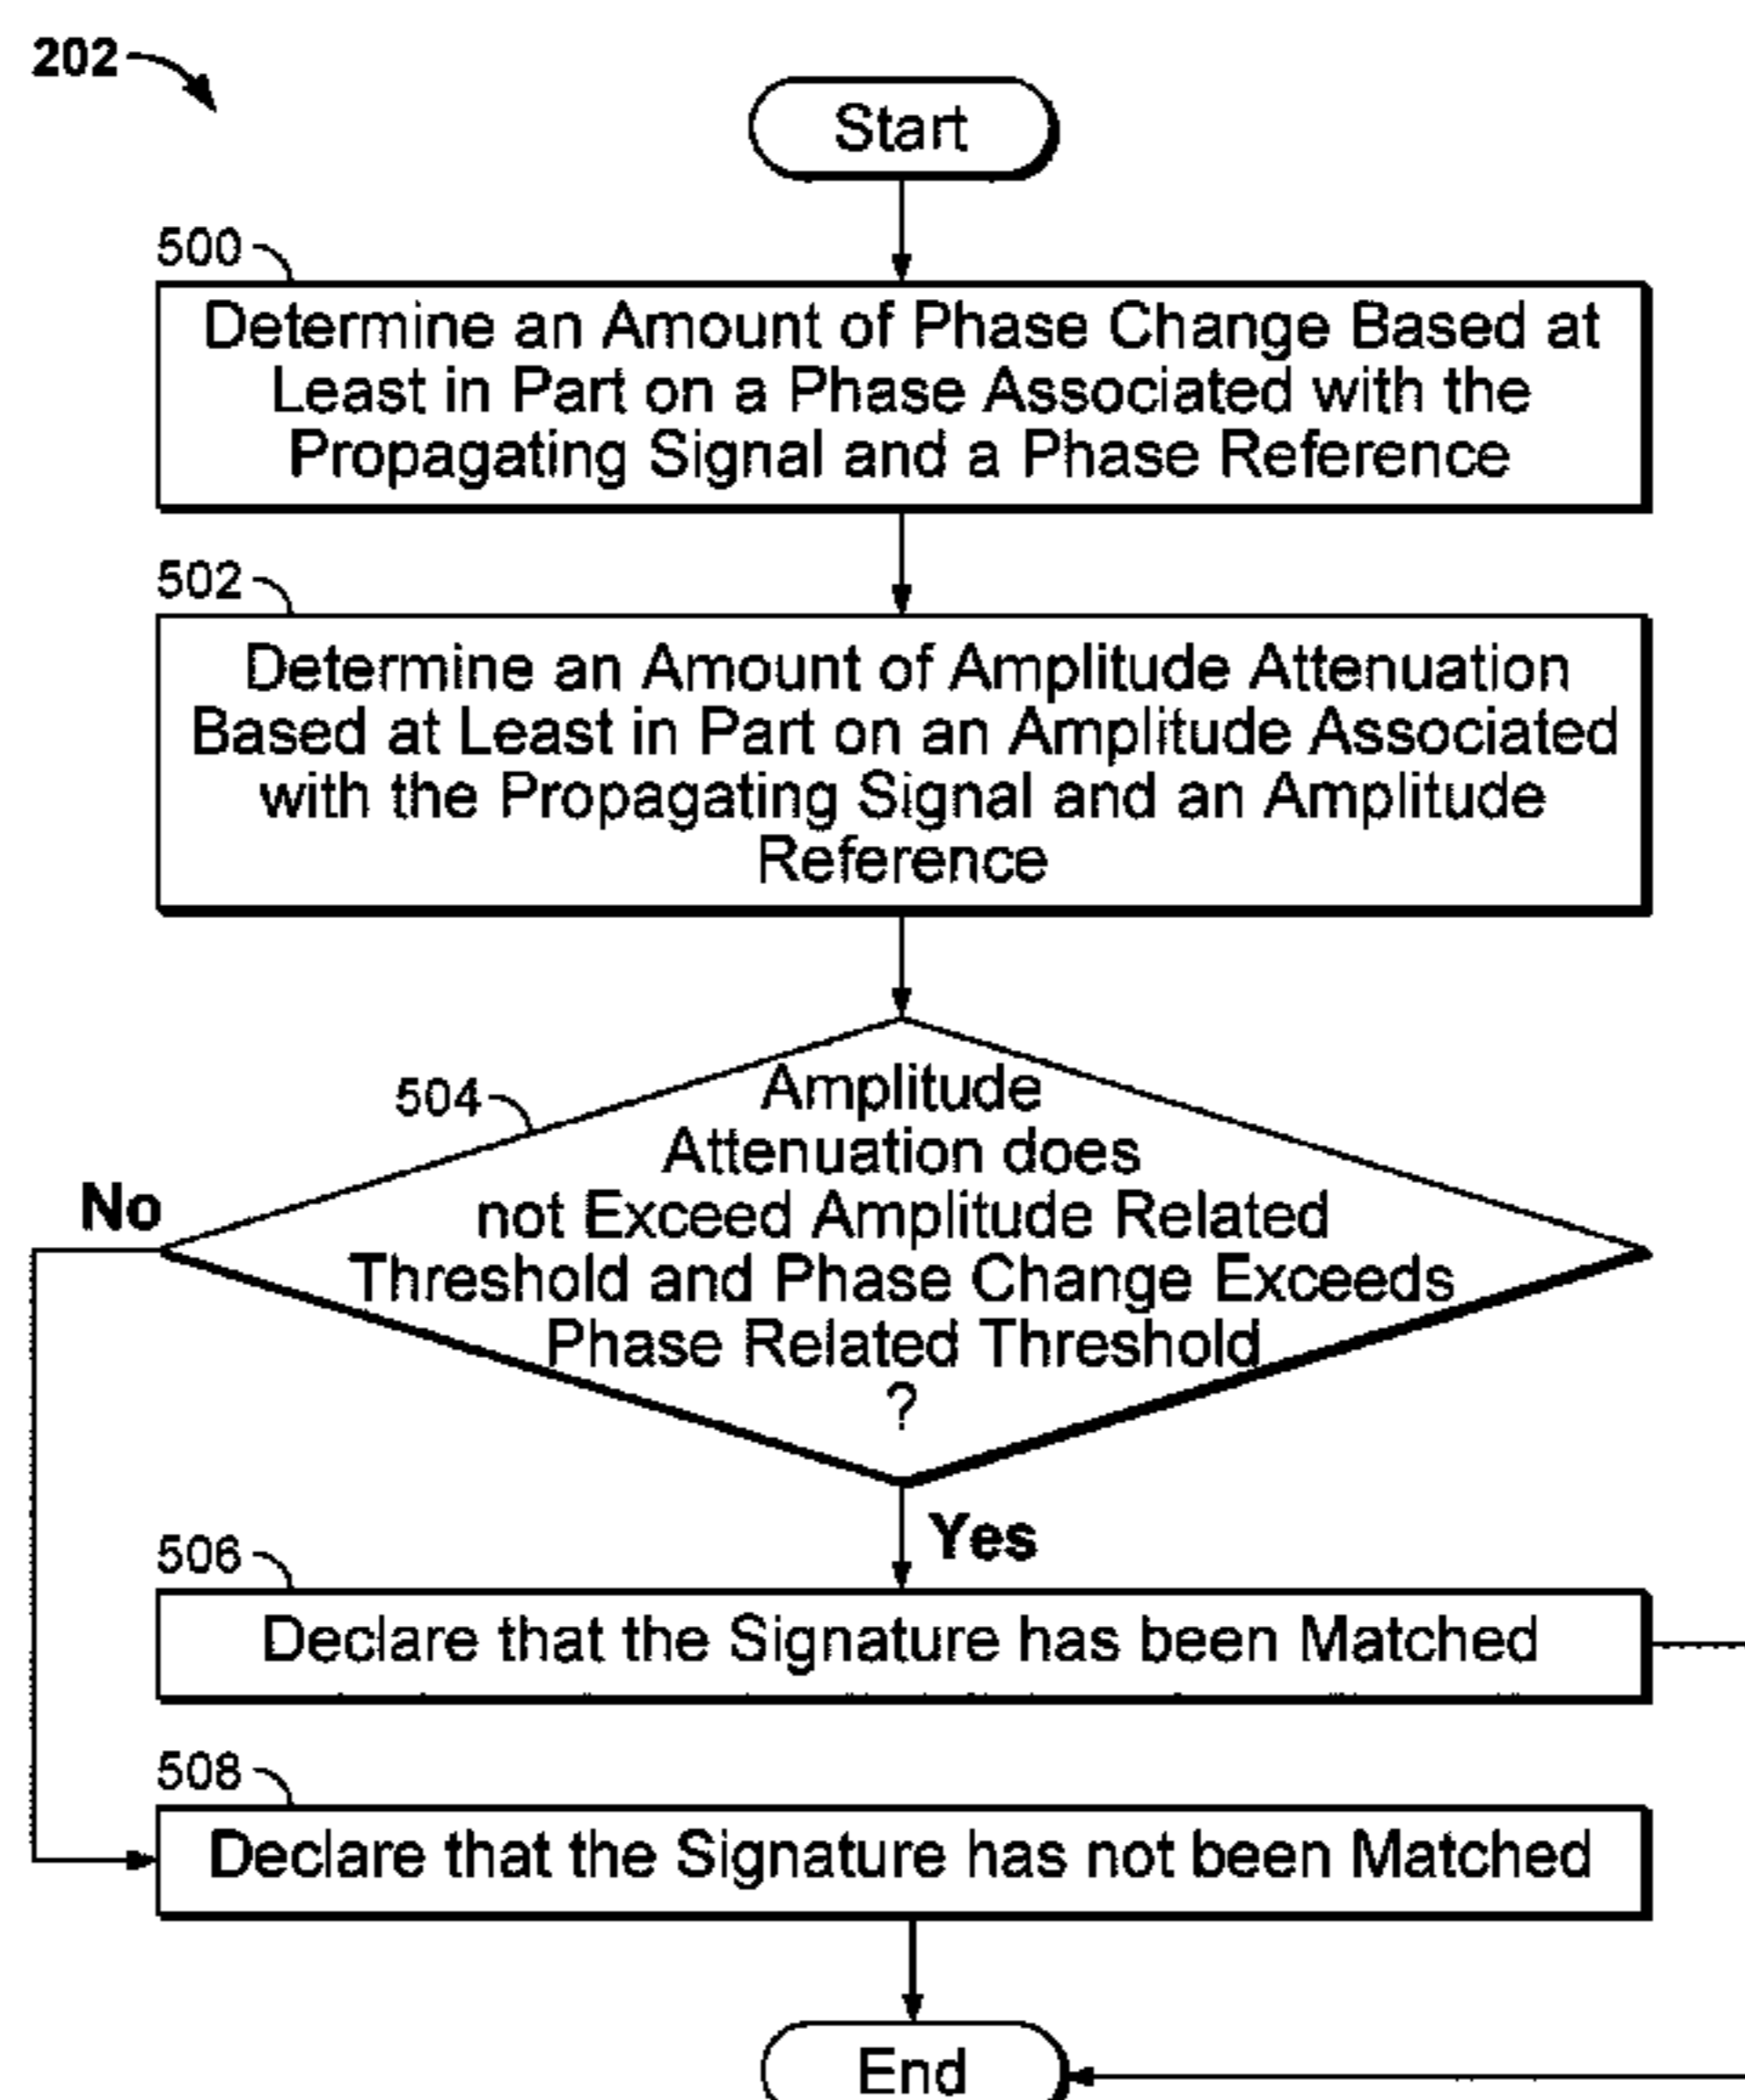 202
Start
500
Determine an Amount of Phase Change Based at
Least in Part on a Phase Associated with the
Propagating Signal and a Phase Reference
502
Determine an Amount of Amplitude Attenuation
Based at Least in Part on an Amplitude Associated
with the Propagating Signal and an Amplitude
Reference
504
Amplitude
Attenuation does
not Exceed Amplitude Related
Threshold and Phase Change Exceeds
Phase Related Threshold
?
No
Yes
506
Declare that the Signature has been Matched
508
Declare that the Signature has not been Matched
End